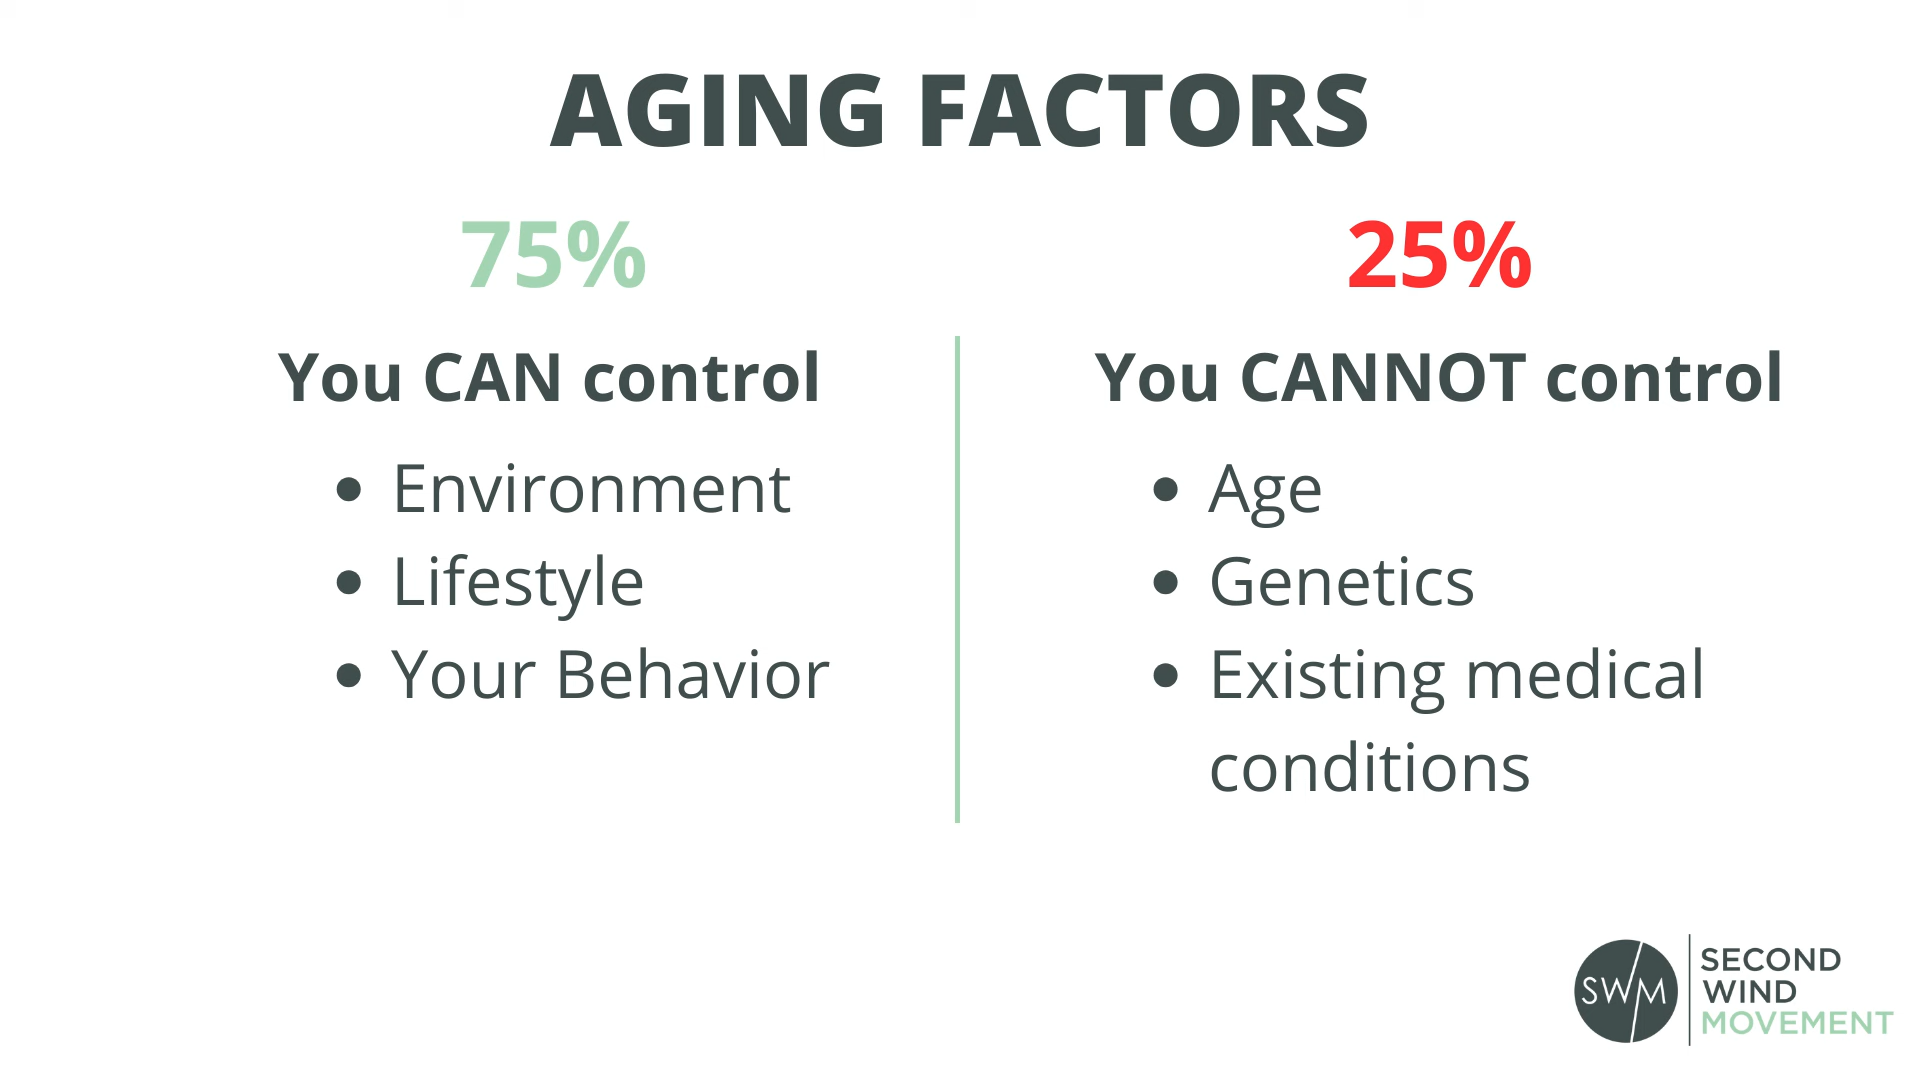 AGING FACTORS
75%
You CAN control
• Environment
• Lifestyle
• Your Behavior
25%
You CANNOT control
• Age
• Genetics
• Existing medical
conditions
SWM
SECOND
WIND
MOVEMENT